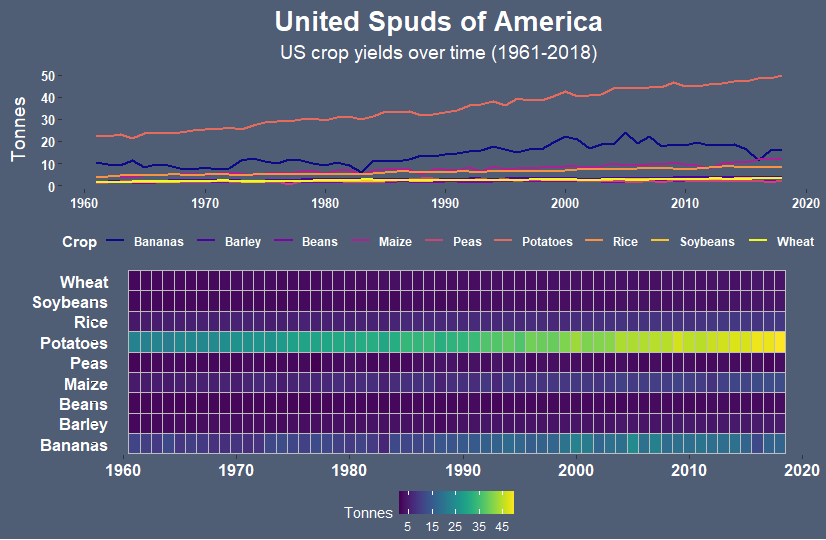 United Spuds of America
US crop yields over time (1961-2018)
Tonnes
50
40
30
20
10
0
1960 1970 1980 1990 2000 2010 2020
Crop Bananas Barley Beans Maize Peas Potatoes Rice Soybeans Wheat
Wheat
Soybeans
Rice
Potatoes
Peas
Maize
Beans
Barley
Bananas
1960 1970 1980 1990 2000 2010 2020
Tonnes
5 15 25 35 45